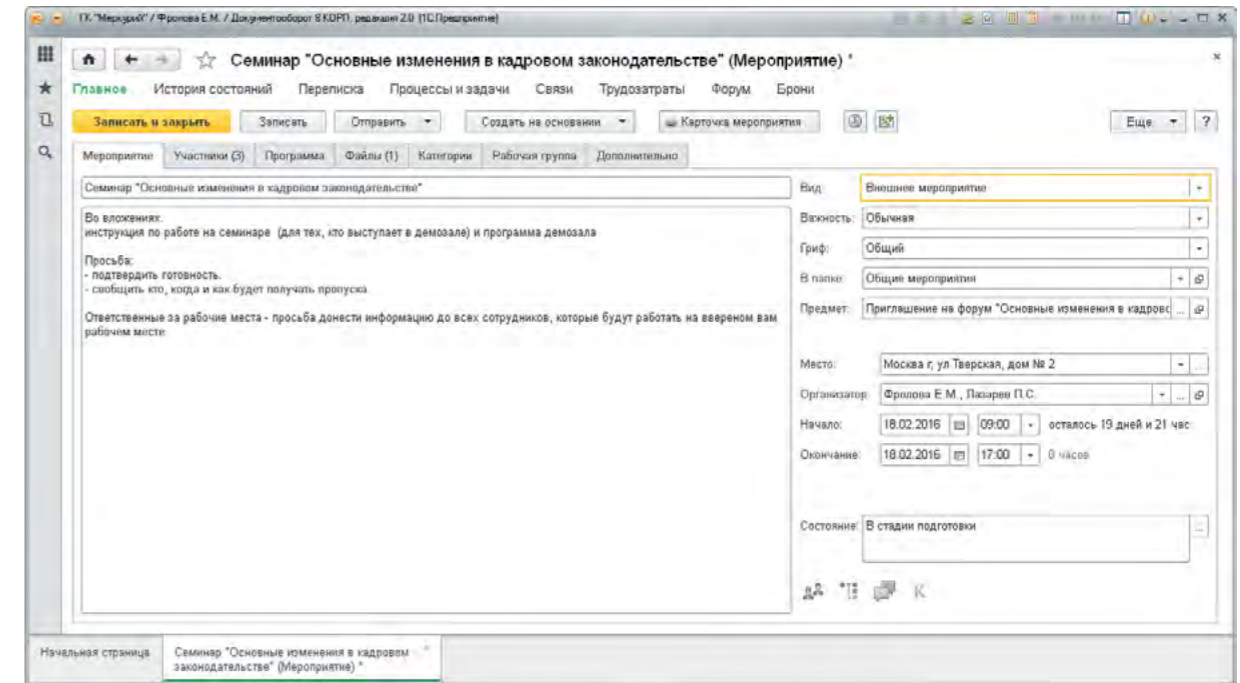 ГК "Меркурий" / Фролова Е.М. / Документооборот 8 КОРП, редакция 2.0 (1С:Предприятие)
Семинар "Основные изменения в кадровом законодательстве" (Мероприятие) *
Главное История состояний Переписка Процессы и задачи Связи Трудозатраты Форум Брони
Записать и закрыть Записать Отправить Создать на основании Карточка мероприятия Еще ?
Мероприятие Участники (3) Программа Файлы (1) Категории Рабочая группа Дополнительно
Семинар "Основные изменения в кадровом законодательстве"
Во вложениях:
инструкция по работе на семинаре (для тех, кто выступает в демозале) и программа демозала
Просьба:
- подтвердить готовность.
- сообщить кто, когда и как будет получать пропуска.
Ответственные за рабочие места - просьба донести информацию до всех сотрудников, которые будут работать на ввереном вам
рабочем месте.
Вид: Внешнее мероприятие
Важность: Обычная
Гриф: Общий
В папке: Общие мероприятия
Предмет: Приглашение на форум "Основные изменения в кадровс ...
Место: Москва г, ул Тверская, дом № 2 ...
Организатор: Фролова Е.М., Лазарев П.С. ...
Начало: 18.02.2016 09:00 осталось 19 дней и 21 час
Окончание: 18.02.2016 17:00 8 часов
Состояние: В стадии подготовки ...
К
Начальная страница
Семинар "Основные изменения в кадровом
законодательстве" (Мероприятие) *